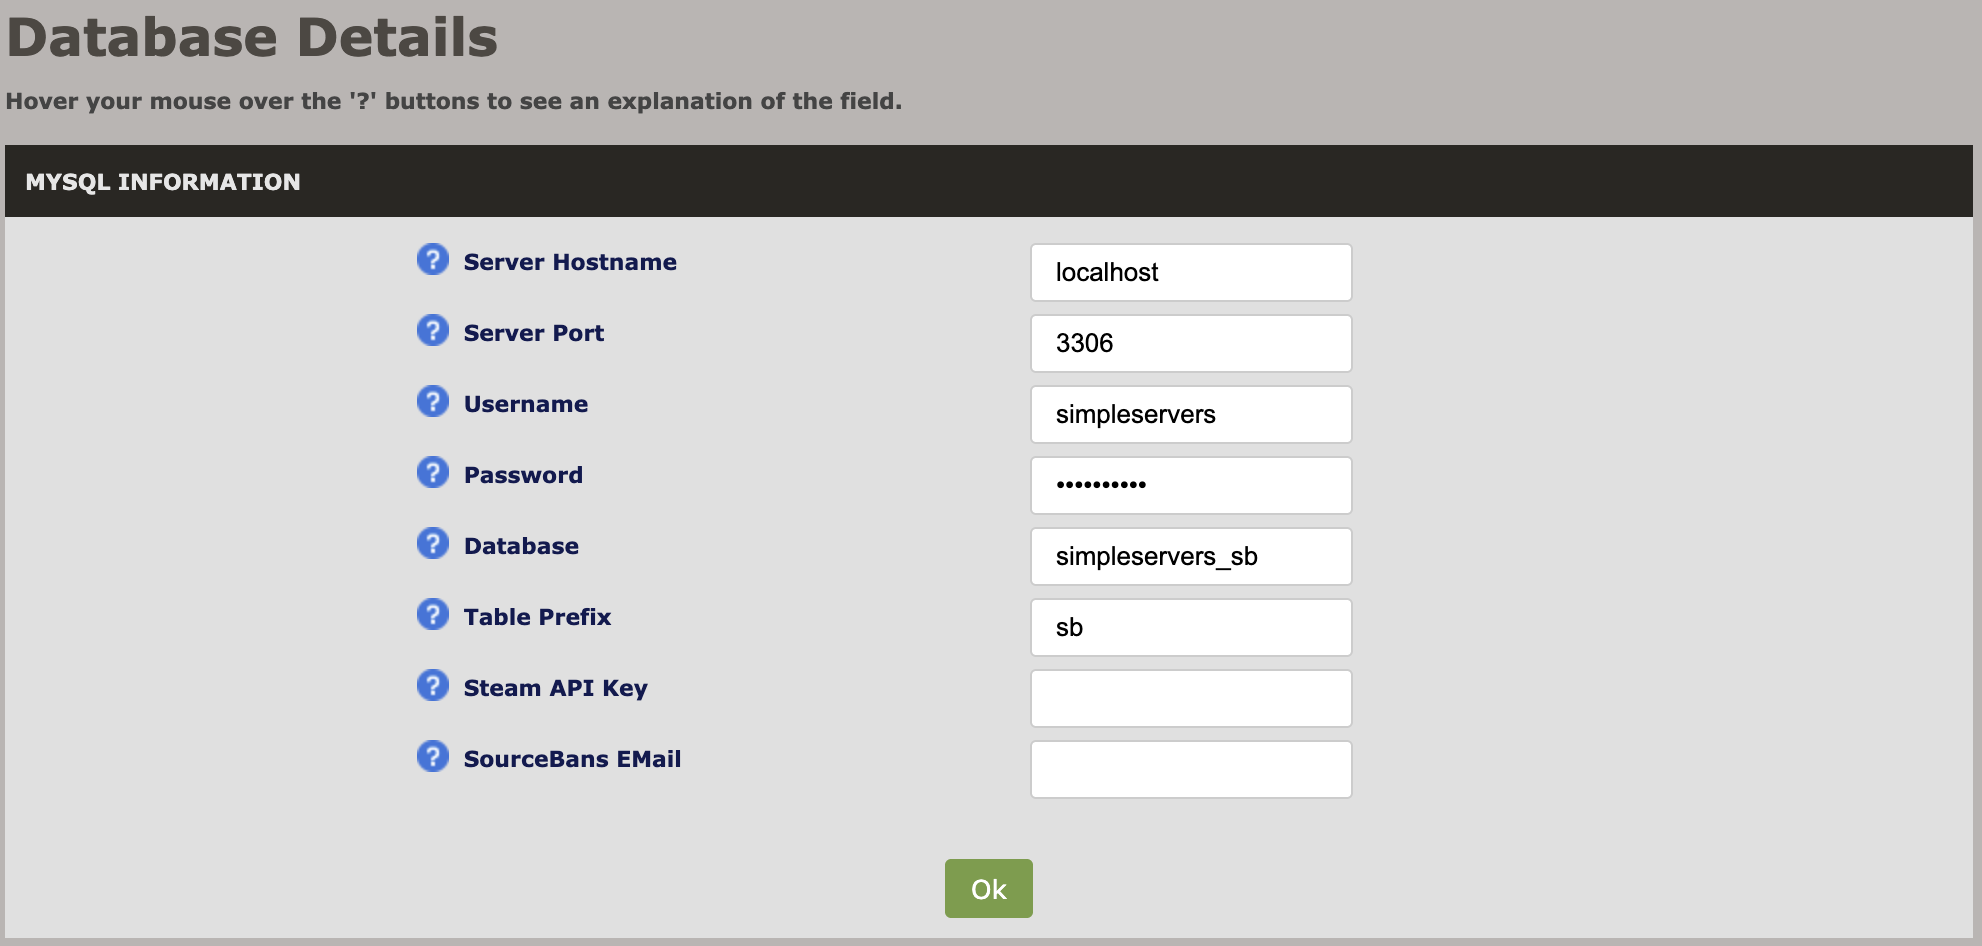 Database Details
Hover your mouse over the '?' buttons to see an explanation of the field.
MYSQL INFORMATION
? Server Hostname localhost
? Server Port 3306
? Username simpleservers
? Password ••••••••••
? Database simpleservers_sb
? Table Prefix sb
? Steam API Key
? SourceBans EMail
Ok